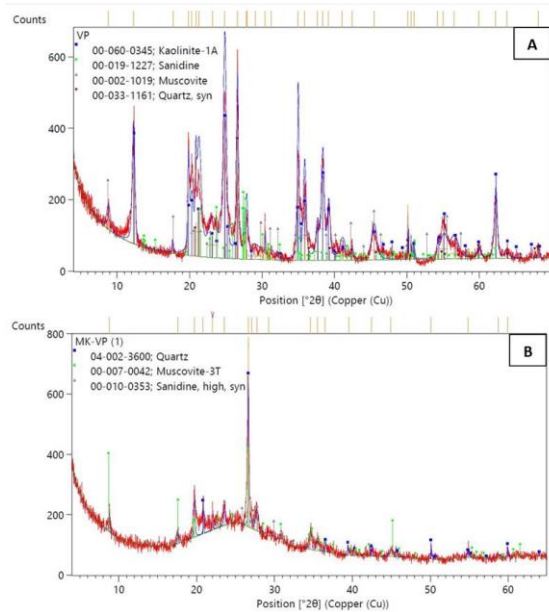 Counts
VP
A
00-060-0345; Kaolinite-1A
00-019-1227; Sanidine
00-002-1019; Muscovite
00-033-1161; Quartz, syn
600
400
200
0
10 20 30 40 50 60
Position [°2θ] (Copper (Cu))
Counts
800
MK-VP (1)
B
04-002-3600; Quartz
00-007-0042; Muscovite-3T
00-010-0353; Sanidine, high, syn
600
400
200
0
10 20 30 40 50 60
Position [°2θ] (Copper (Cu))